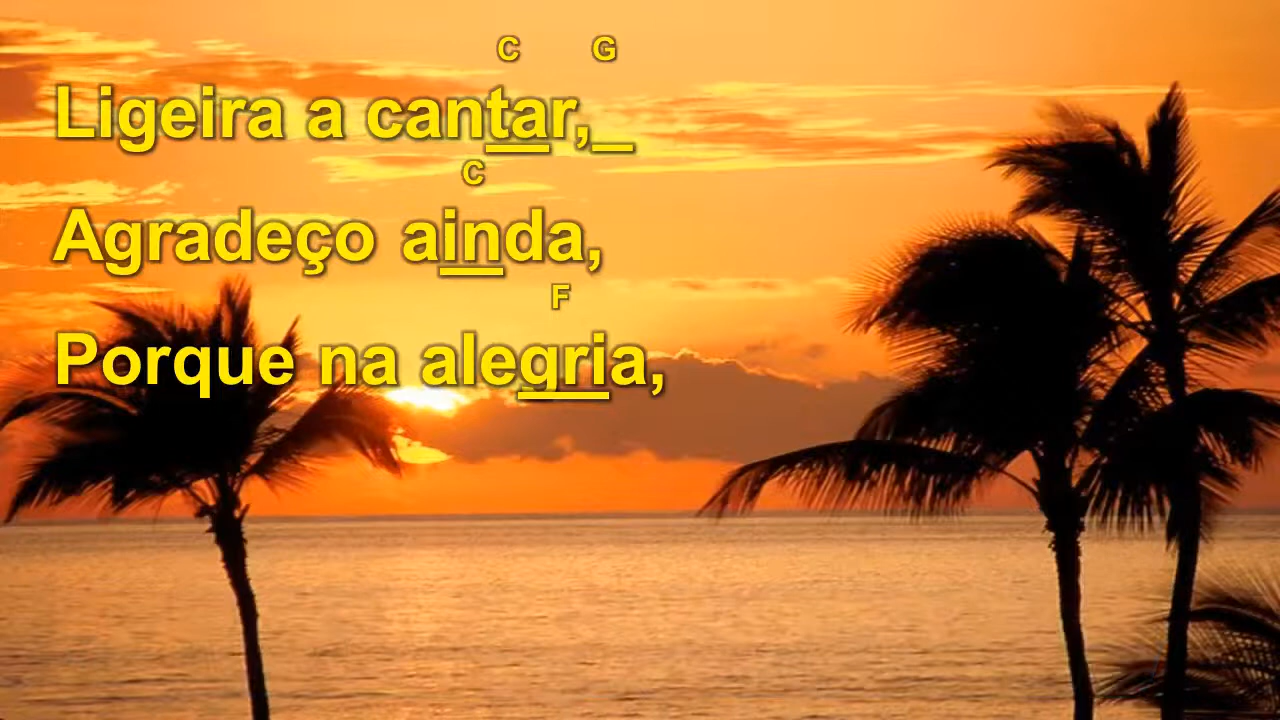 C G
Ligeira a cantar,_
C
Agradeço ainda,
F
Porque na alegria,